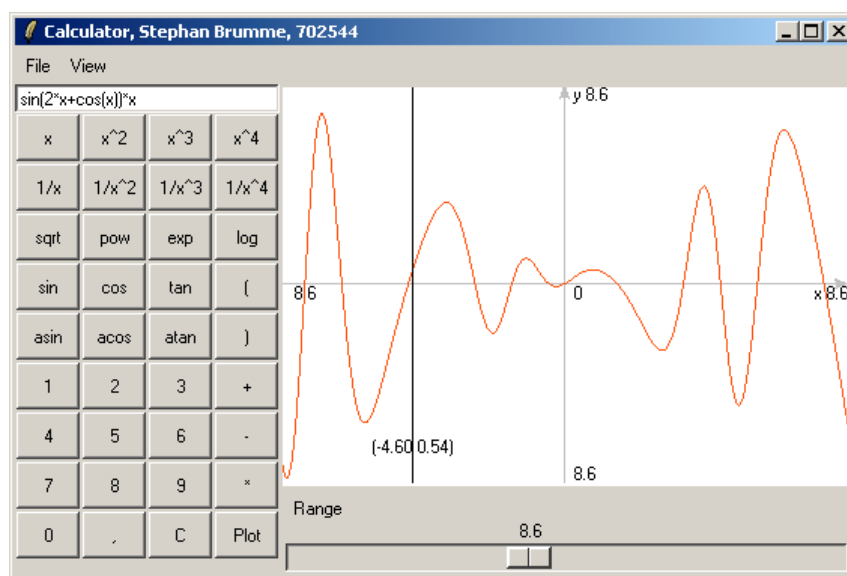 Calculator, Stephan Brumme, 702544
File View
sin(2*x+cos(x))*x
x x^2 x^3 x^4
1/x 1/x^2 1/x^3 1/x^4
sqrt pow exp log
sin cos tan (
asin acos atan )
1 2 3 +
4 5 6 -
7 8 9 *
0 , C Plot
y 8.6
8.6 0 x 8.6
(-4.60 0.54)
8.6
Range
8.6